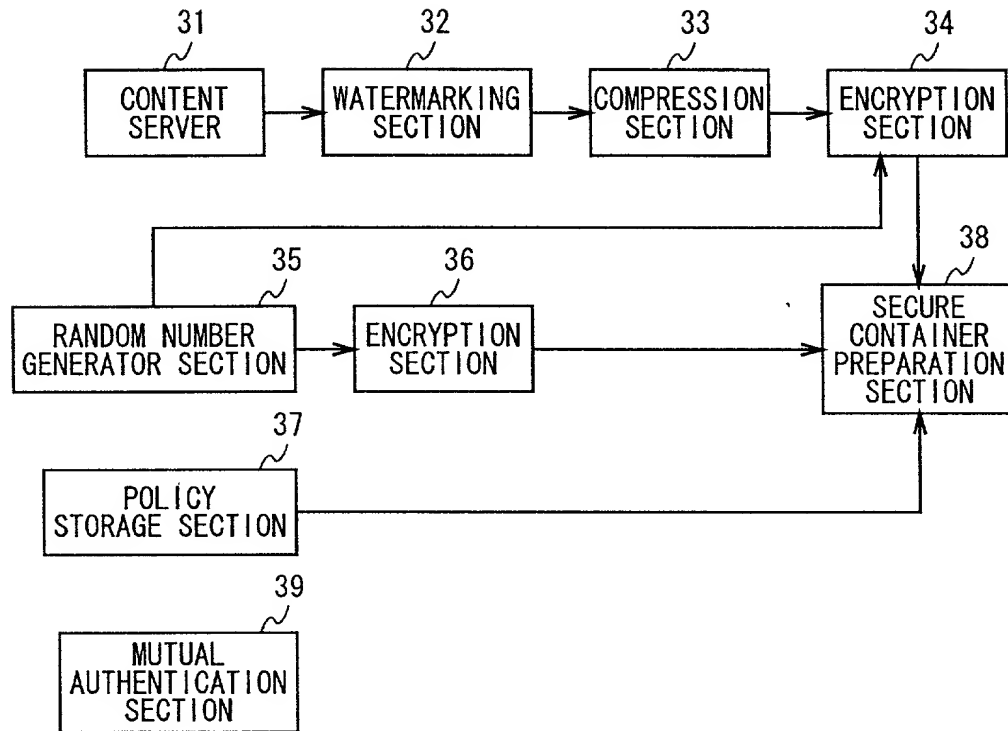 31
32
33
34
CONTENT
SERVER
WATERMARKING
SECTION
COMPRESSION
SECTION
ENCRYPTION
SECTION
35
36
38
RANDOM NUMBER
GENERATOR SECTION
ENCRYPTION
SECTION
SECURE
CONTAINER
PREPARATION
SECTION
37
POLICY
STORAGE SECTION
39
MUTUAL
AUTHENTICATION
SECTION